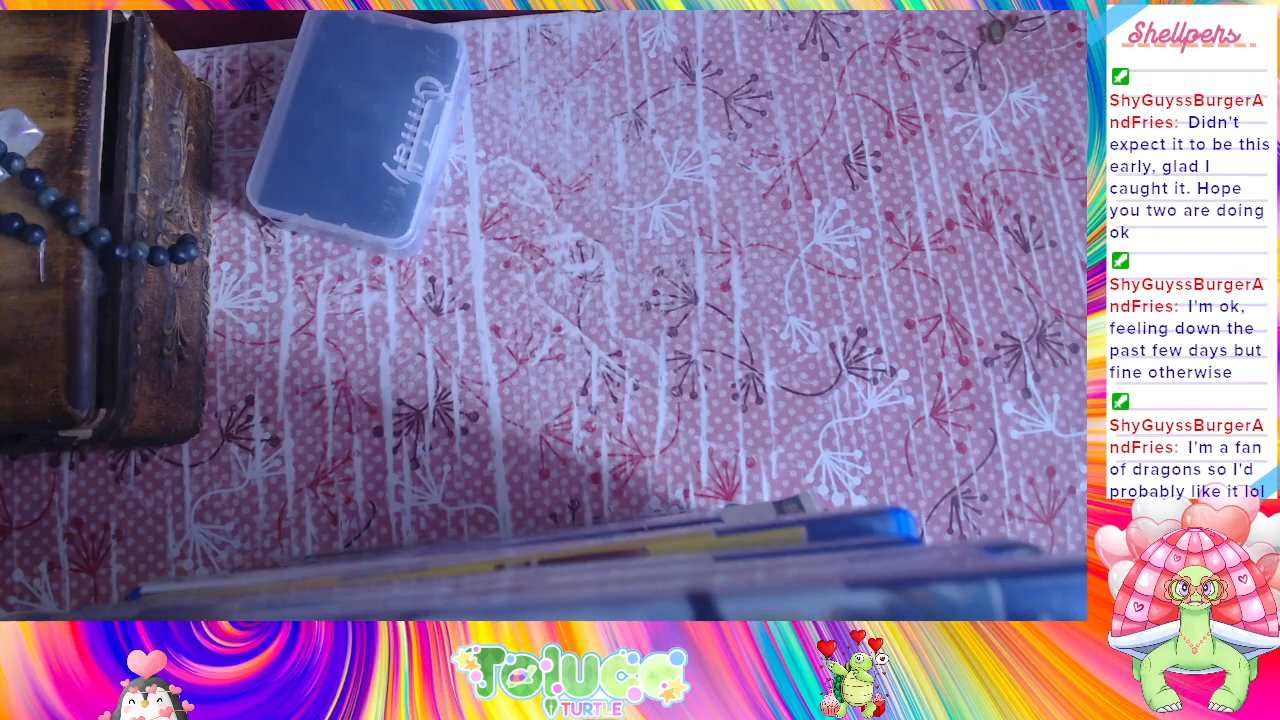 Shellpers
ShyGuyssBurgerA
ndFries: Didn't
expect it to be this
early, glad I
caught it. Hope
you two are doing
ok
ShyGuyssBurgerA
ndFries: I'm ok,
feeling down the
past few days but
fine otherwise
ShyGuyssBurgerA
ndFries: I'm a fan
of dragons so I'd
probably like it lol
Toluca
TURTLE